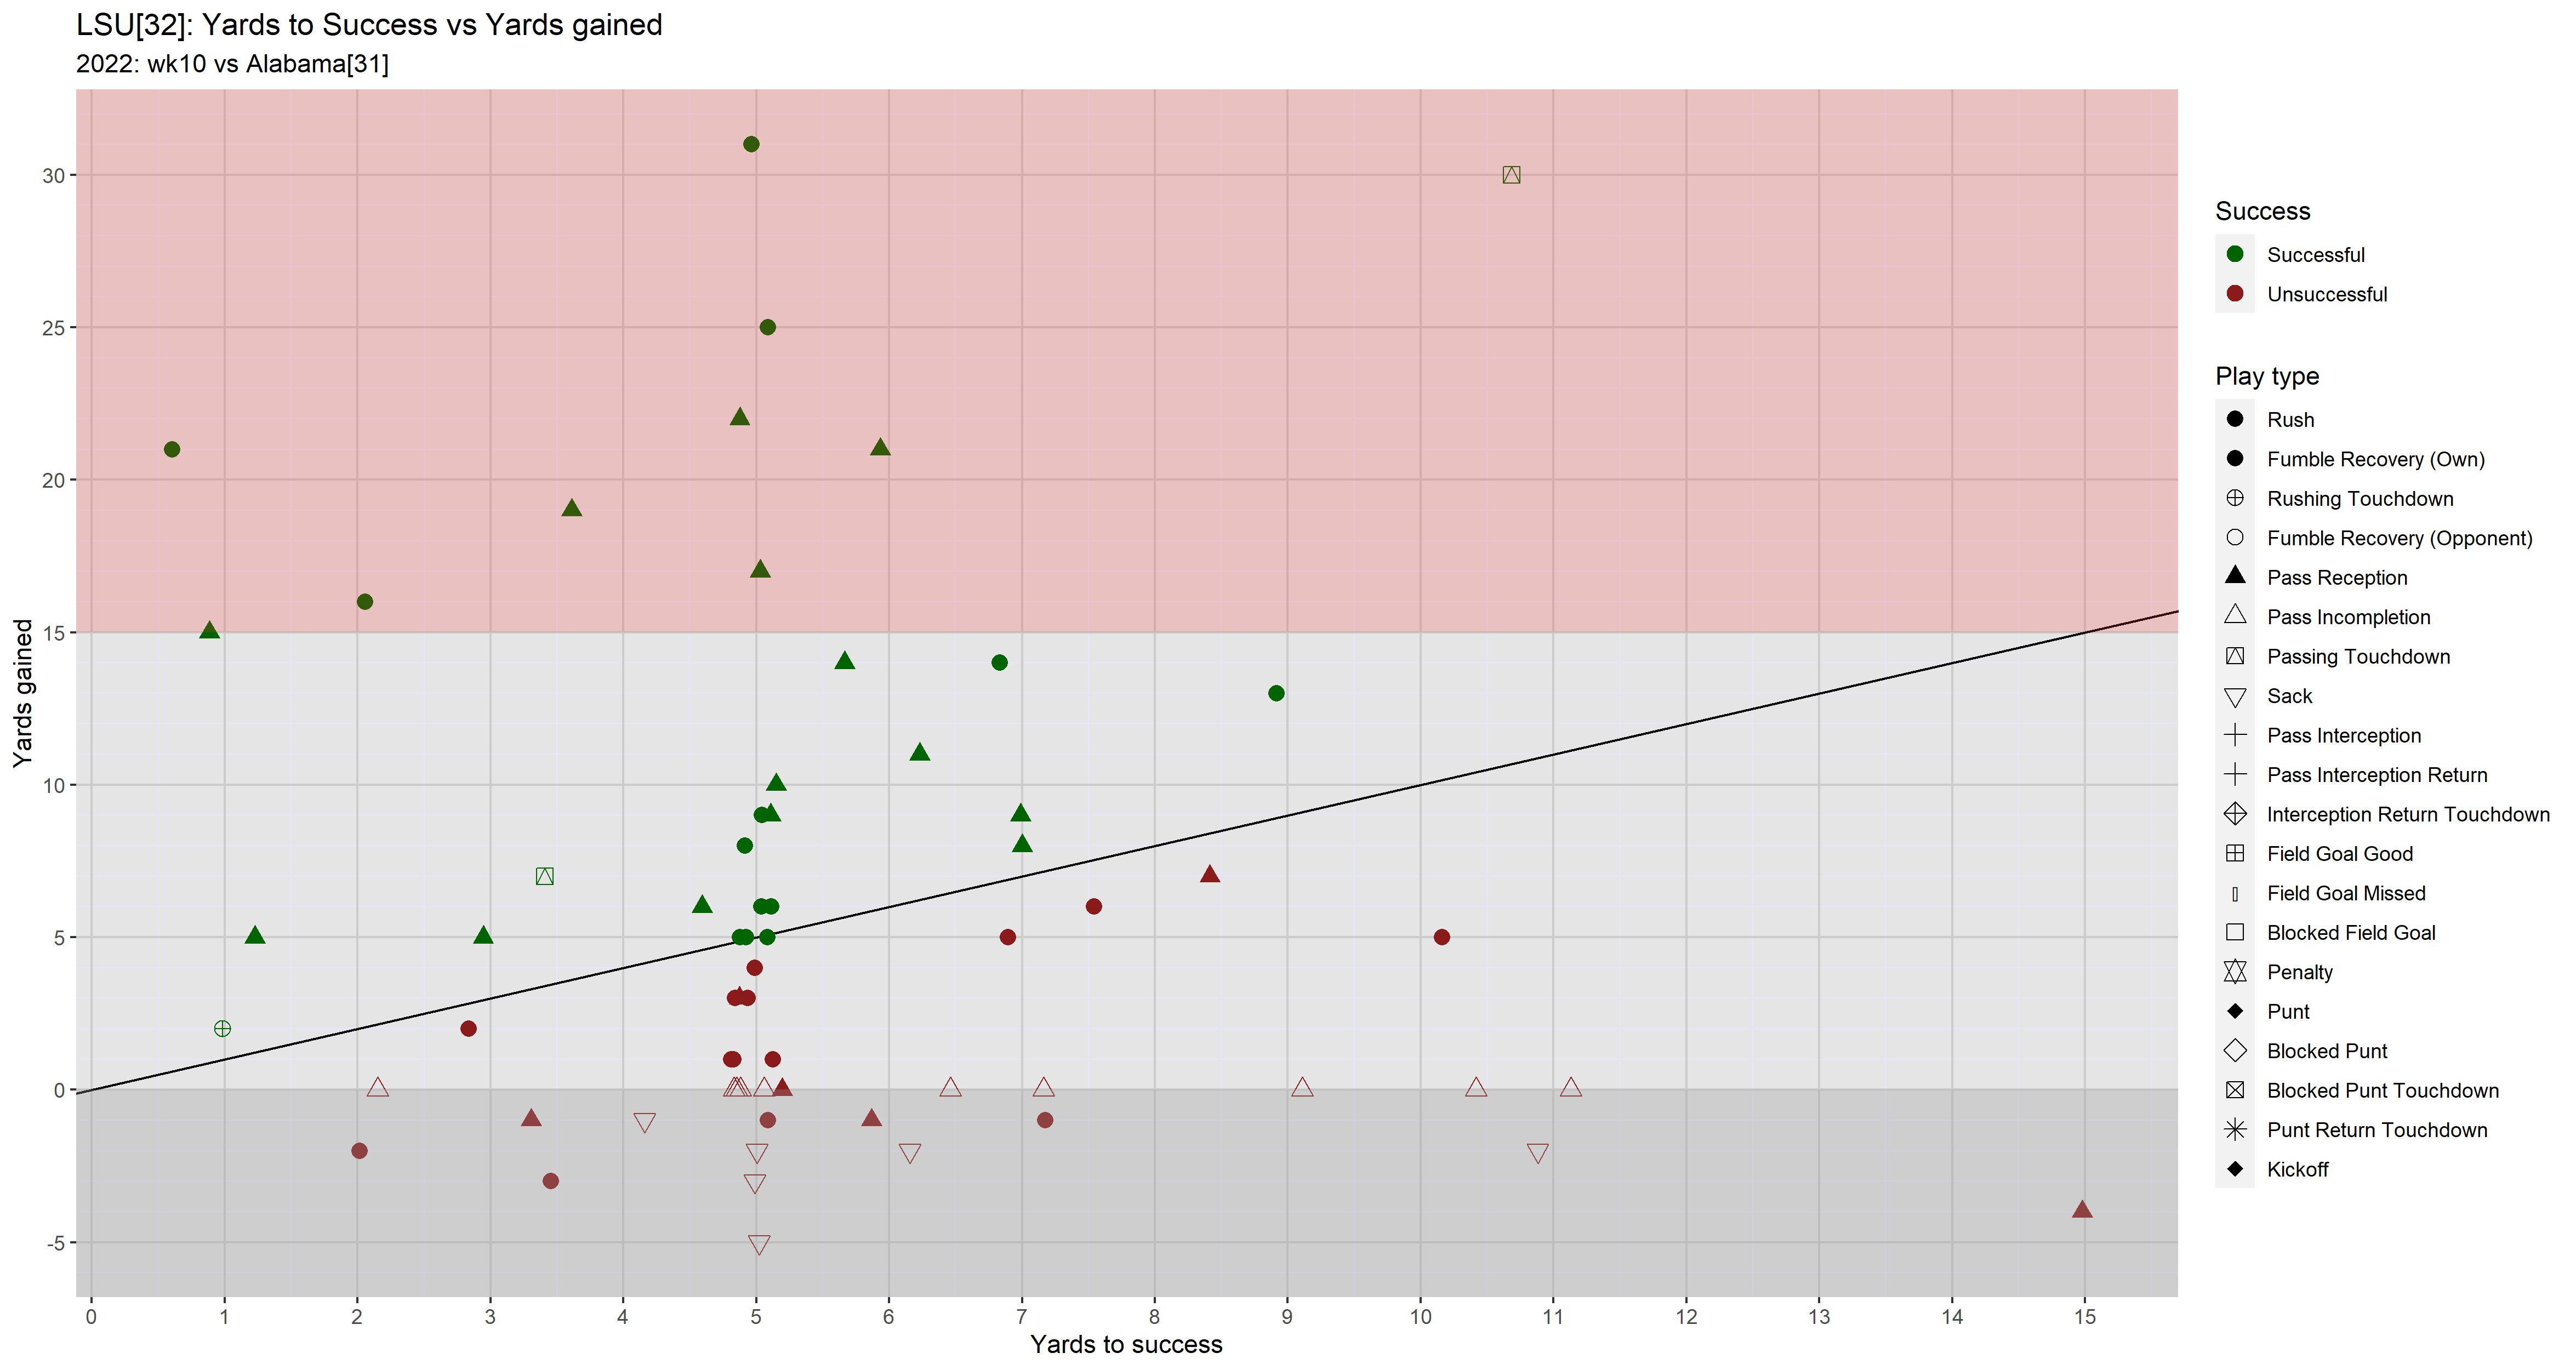 LSU[32]: Yards to Success vs Yards gained
2022: wk10 vs Alabama[31]
Yards gained
30
25
20
15
10
5
0
-5
0 1 2 3 4 5 6 7 8 9 10 11 12 13 14 15
Yards to success
Success
Successful
Unsuccessful
Play type
Rush
Fumble Recovery (Own)
Rushing Touchdown
Fumble Recovery (Opponent)
Pass Reception
Pass Incompletion
Passing Touchdown
Sack
Pass Interception
Pass Interception Return
Interception Return Touchdown
Field Goal Good
Field Goal Missed
Blocked Field Goal
Penalty
Punt
Blocked Punt
Blocked Punt Touchdown
Punt Return Touchdown
Kickoff